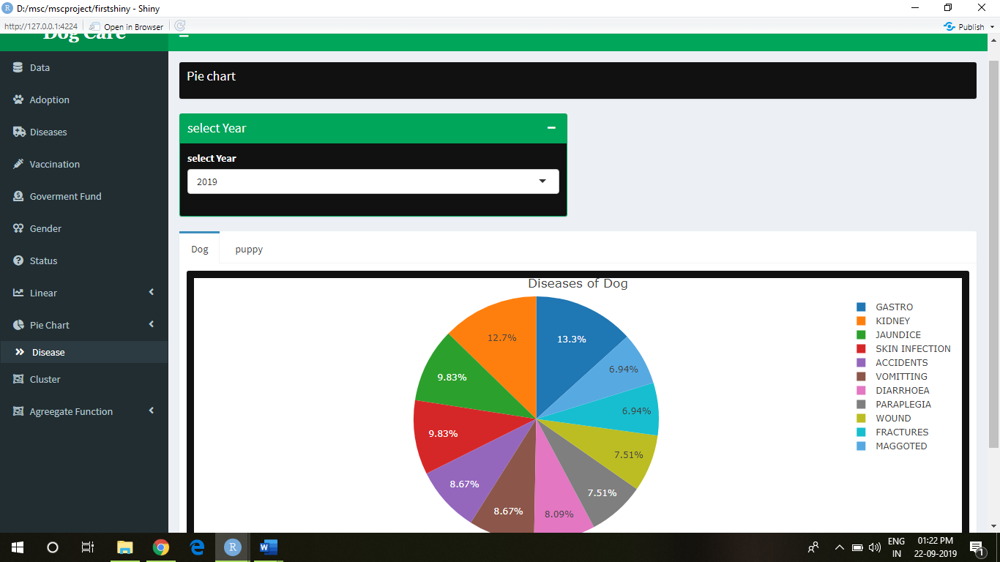 D:/msc/mscproject/firstshiny - Shiny
http://127.0.0.1:4224 Open in Browser Publish
Dog Care
Data
Adoption
Diseases
Vaccination
Goverment Fund
Gender
Status
Linear
Pie Chart
Disease
Cluster
Agreegate Function
Pie chart
select Year
select Year
2019
Dog puppy
Diseases of Dog
13.3%
6.94%
6.94%
7.51%
7.51%
8.09%
8.67%
8.67%
9.83%
9.83%
12.7%
GASTRO
KIDNEY
JAUNDICE
SKIN INFECTION
ACCIDENTS
VOMITTING
DIARRHOEA
PARAPLEGIA
WOUND
FRACTURES
MAGGOTED
ENG 01:22 PM
IN 22-09-2019 1